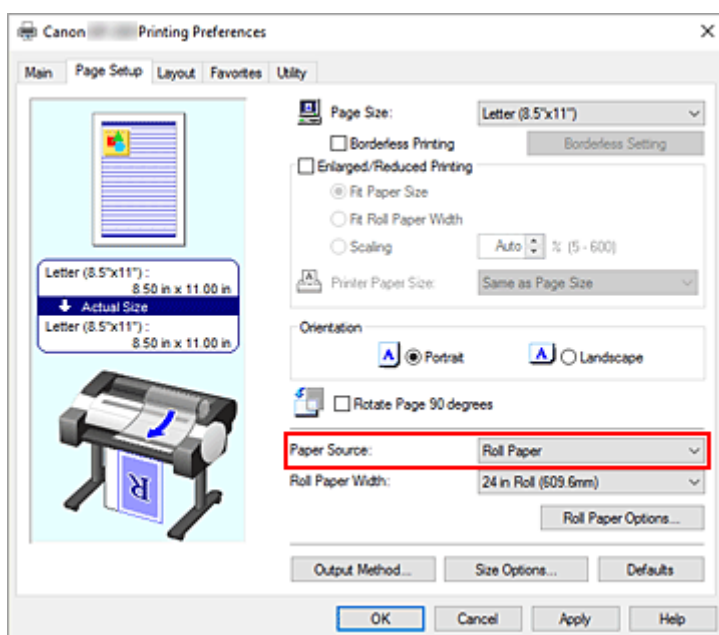 Canon Printing Preferences
Main Page Setup Layout Favorites Utility
Page Size: Letter (8.5"x11")
Borderless Printing Borderless Setting
Enlarged/Reduced Printing
Fit Paper Size
Fit Roll Paper Width
Scaling Auto % (5 - 600)
Printer Paper Size: Same as Page Size
Letter (8.5"x11") :
8.50 in x 11.00 in
Actual Size
Letter (8.5"x11") :
8.50 in x 11.00 in
Orientation
A Portrait A Landscape
Rotate Page 90 degrees
Paper Source: Roll Paper
Roll Paper Width: 24 in Roll (609.6mm)
R
Roll Paper Options...
Output Method... Size Options... Defaults
OK Cancel Apply Help